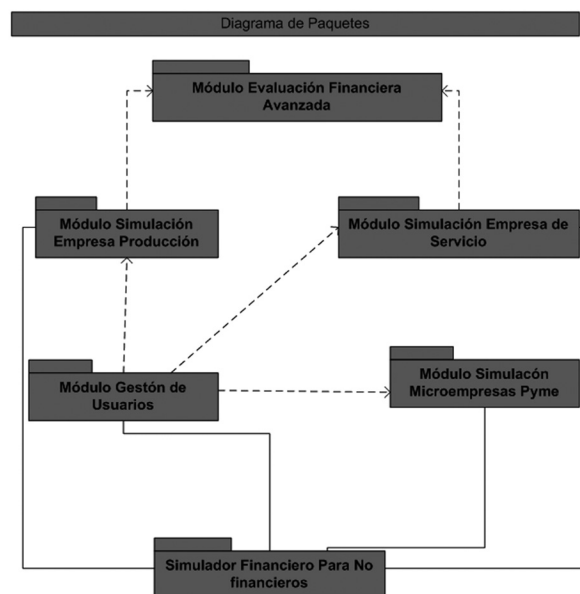 Diagrama de Paquetes
Módulo Evaluación Financiera
Avanzada
Módulo Simulación
Empresa Producción
Módulo Simulación Empresa de
Servicio
Módulo Gestón de
Usuarios
Módulo Simulacón
Microempresas Pyme
Simulador Financiero Para No
financieros